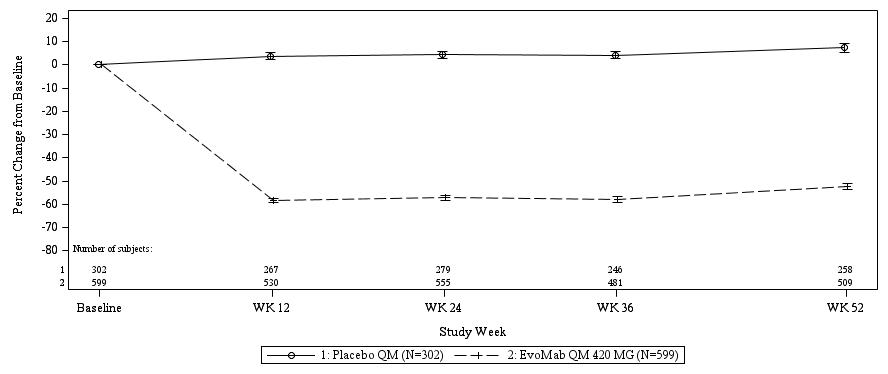 20
10
0
-10
-20
-30
-40
-50
-60
-70
-80
Percent Change from Baseline
Number of subjects:
1 302 267 279 246 258
2 599 530 555 481 509
Baseline WK 12 WK 24 WK 36 WK 52
Study Week
1: Placebo QM (N=302) 2: EvoMab QM 420 MG (N=599)